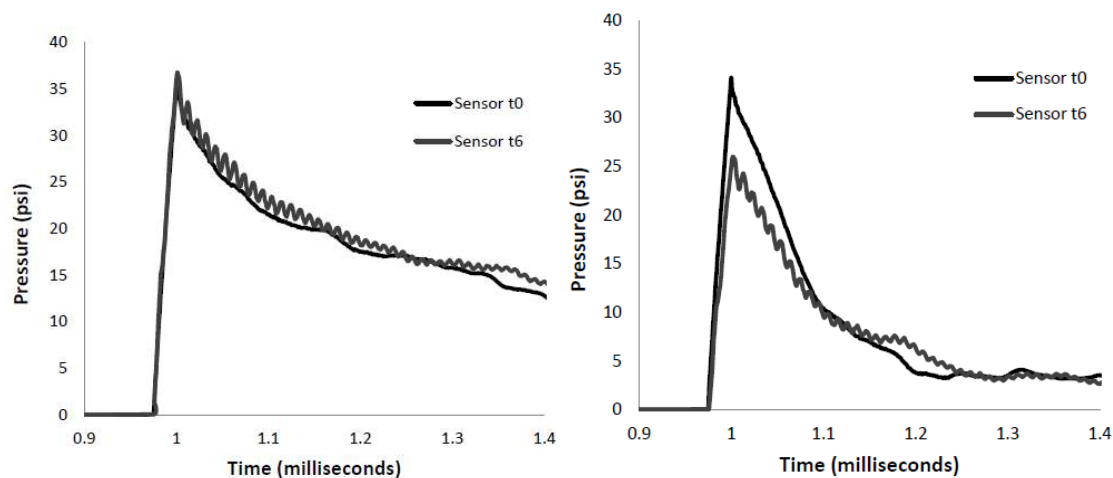 40
35
30
25
20
15
10
5
0
Pressure (psi)
Sensor t0
Sensor t6
0.9 1 1.1 1.2 1.3 1.4
Time (milliseconds)
40
35
30
25
20
15
10
5
0
Pressure (psi)
Sensor t0
Sensor t6
0.9 1 1.1 1.2 1.3 1.4
Time (milliseconds)